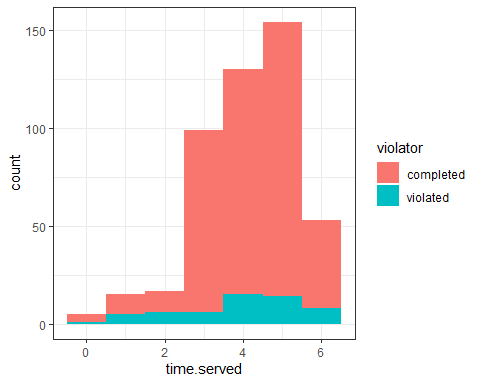 150
100
50
0
count
0 2 4 6
time.served
violator
completed
violated